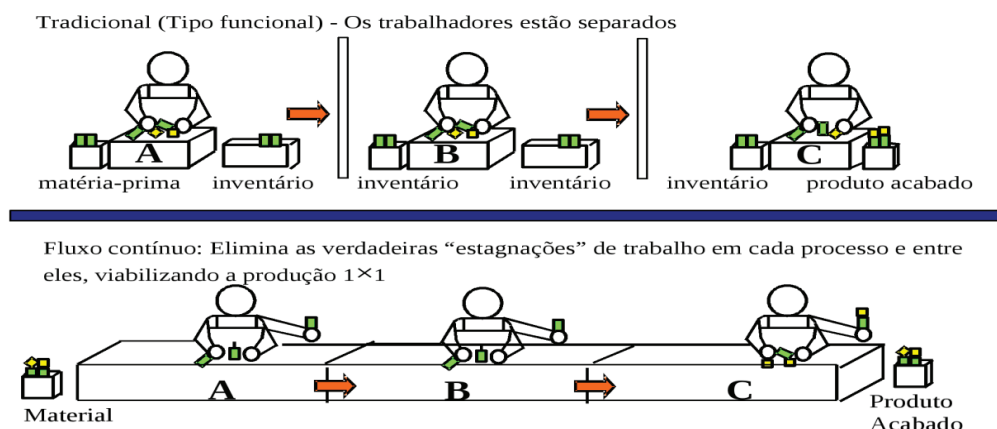 Tradicional (Tipo funcional) - Os trabalhadores estão separados
A
B
C
matéria-prima
inventário
inventário
inventário
inventário
produto acabado
Fluxo contínuo: Elimina as verdadeiras “estagnações” de trabalho em cada processo e entre
eles, viabilizando a produção 1×1
A
B
C
Material
Produto
Acabado